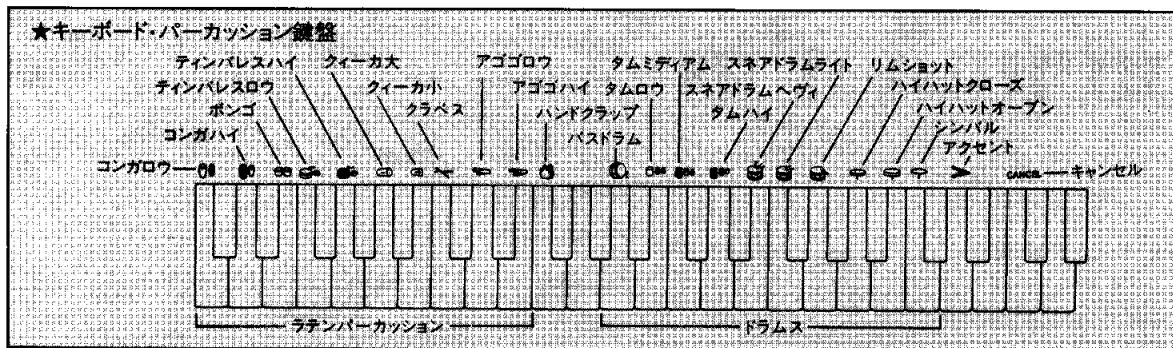 ★キーボード・パーカッション鍵盤
ティンバレスハイ クィーカ大 アゴゴロウ タムミディアム スネアドラムライト リムショット
ティンバレスロウ クィーカ小 アゴゴハイ タムロウ スネアドラムヘヴィ ハイハットクローズ
ボンゴ クラベス ハンドクラップ タムハイ ハイハットオープン
コンガハイ バスドラム シンバル
アクセント
コンガロウ CANCEL キャンセル
ラテンパーカッション ドラムス